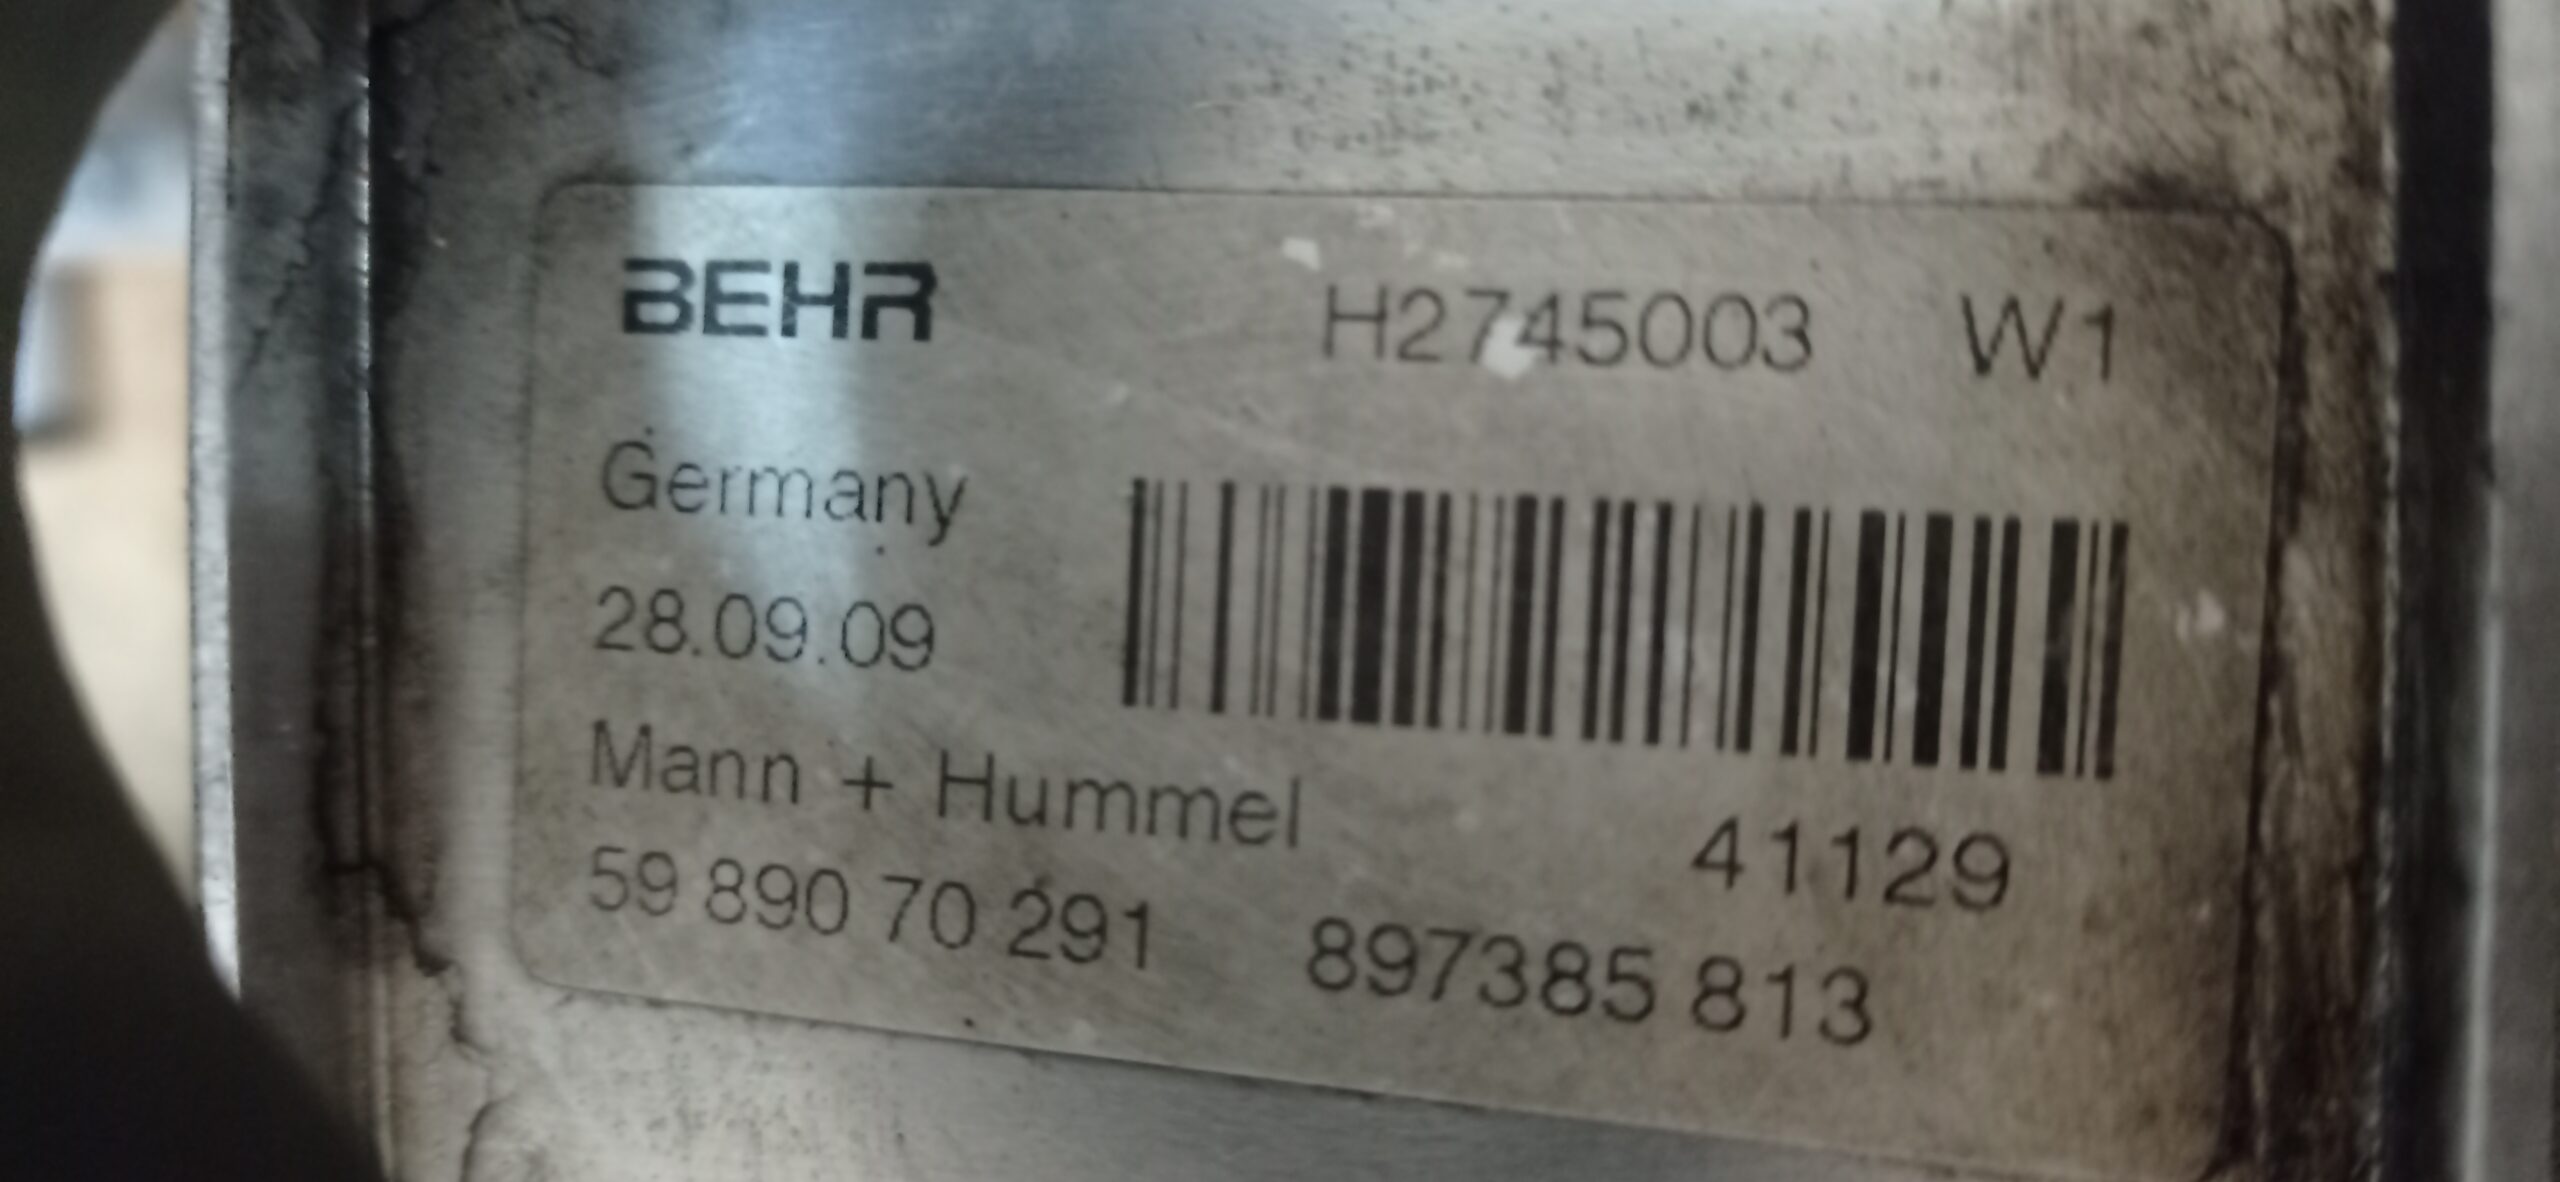 BEHR H2745003 W1
Germany
28.09.09
Mann + Hummel
41129
59 890 70 291 897385 813